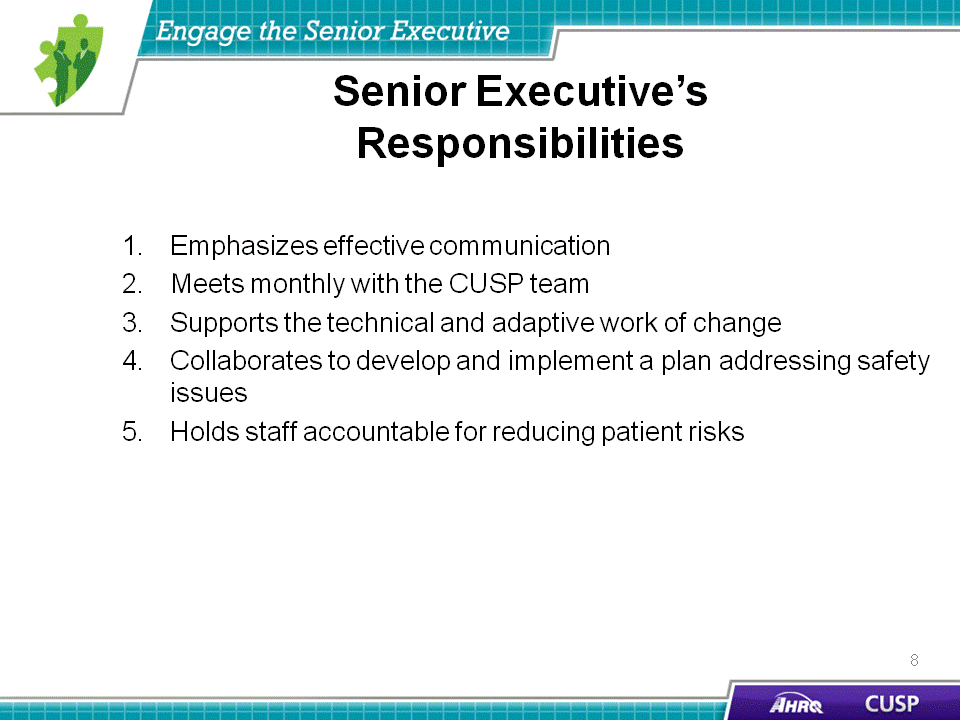 Engage the Senior Executive
Senior Executive’s
Responsibilities
1. Emphasizes effective communication
2. Meets monthly with the CUSP team
3. Supports the technical and adaptive work of change
4. Collaborates to develop and implement a plan addressing safety
issues
5. Holds staff accountable for reducing patient risks
8
AHRQ CUSP